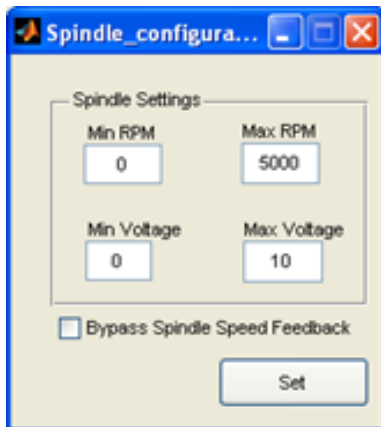 Spindle_configura...
Spindle Settings
Min RPM Max RPM
0 5000
Min Voltage Max Voltage
0 10
Bypass Spindle Speed Feedback
Set